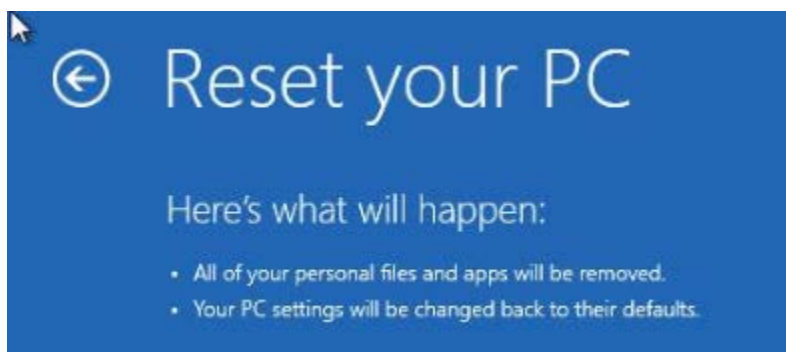 Reset your PC
Here's what will happen:
• All of your personal files and apps will be removed.
• Your PC settings will be changed back to their defaults.